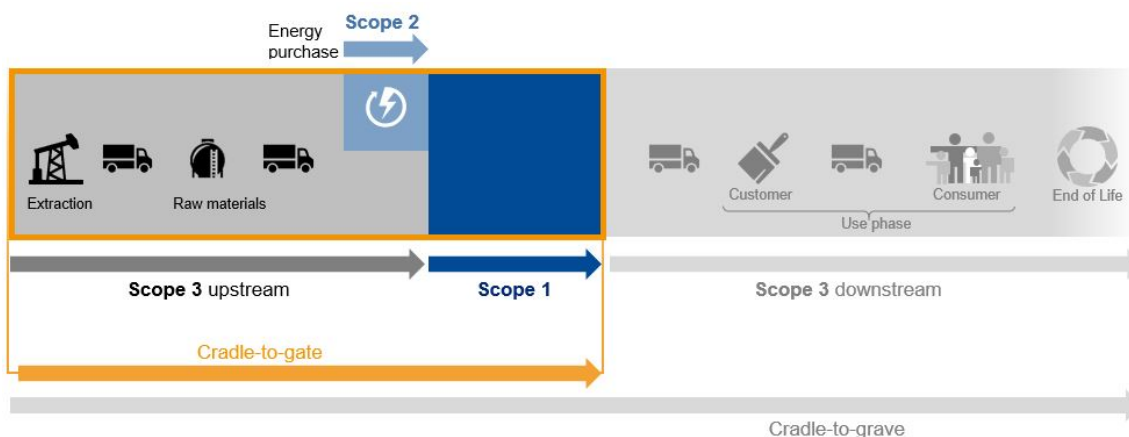 Scope 2
Energy
purchase
Extraction
Raw materials
Customer
Consumer
End of Life
Use phase
Scope 3 upstream
Scope 1
Scope 3 downstream
Cradle-to-gate
Cradle-to-grave